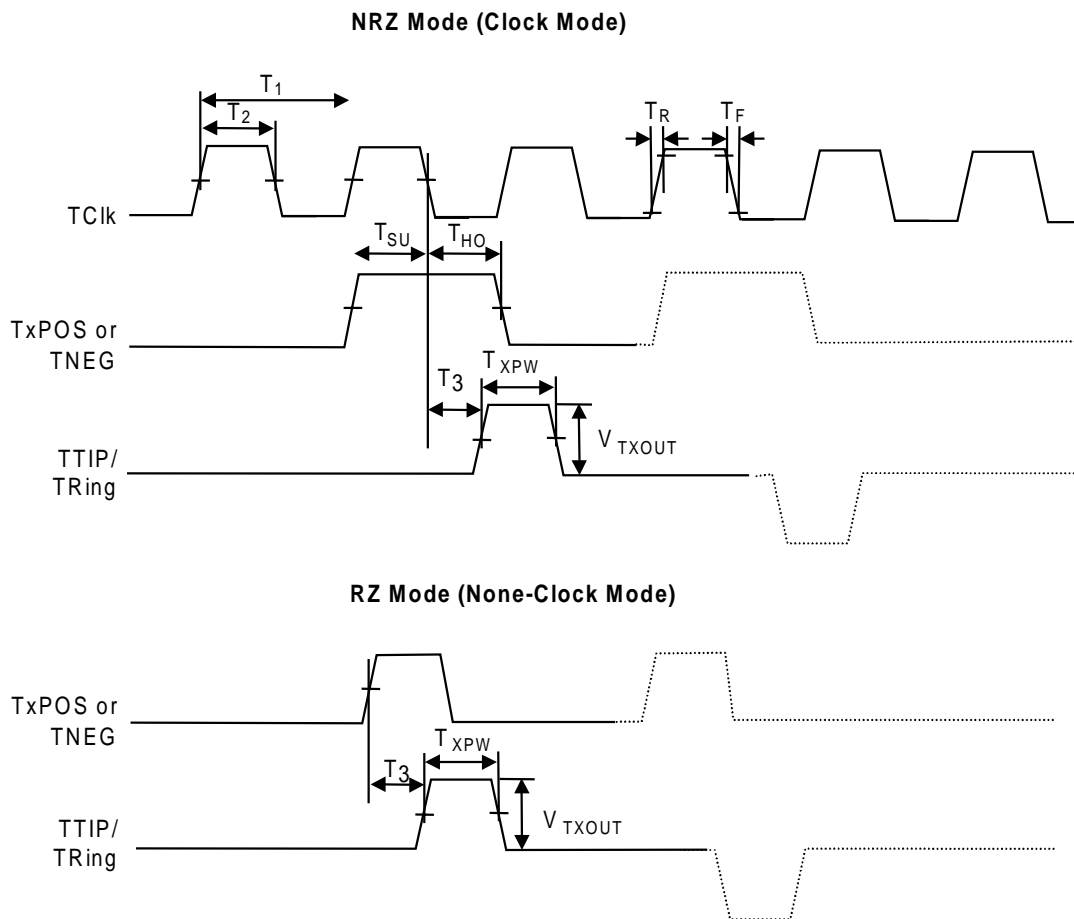 NRZ Mode (Clock Mode)
T1
T2
TR
TF
TClk
TSU
THO
TxPOS or
TNEG
T3
TXPW
VTXOUT
TTIP/
TRing
RZ Mode (None-Clock Mode)
TxPOS or
TNEG
T3
TXPW
VTXOUT
TTIP/
TRing